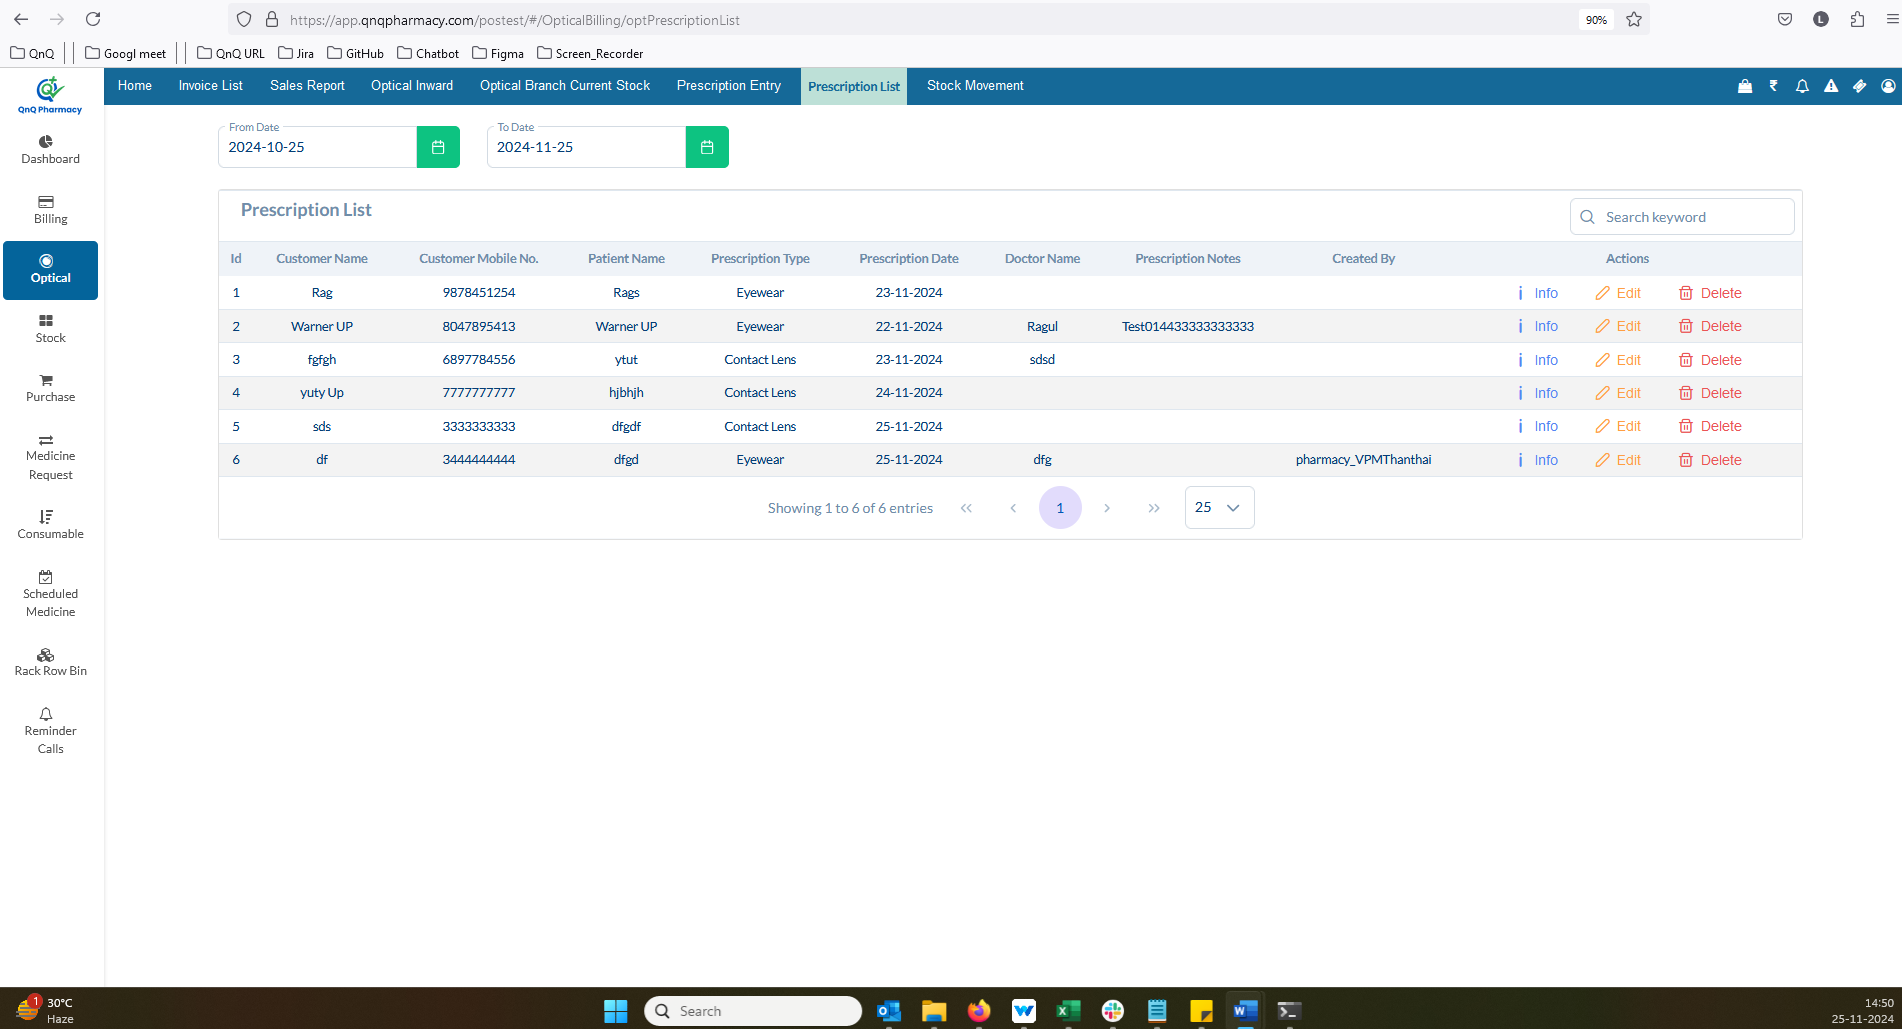 https://app.qnqpharmacy.com/postest/#/OpticalBilling/optPrescriptionList
90%
L
QnQ
Googl meet
QnQ URL
Jira
GitHub
Chatbot
Figma
Screen_Recorder
QnQ Pharmacy
Home
Invoice List
Sales Report
Optical Inward
Optical Branch Current Stock
Prescription Entry
Prescription List
Stock Movement
Dashboard
Billing
Optical
Stock
Purchase
Medicine
Request
Consumable
Scheduled
Medicine
Rack Row Bin
Reminder
Calls
From Date
2024-10-25
To Date
2024-11-25
Prescription List
Search keyword
Id Customer Name Customer Mobile No. Patient Name Prescription Type Prescription Date Doctor Name Prescription Notes Created By Actions
1 Rag 9878451254 Rags Eyewear 23-11-2024 Info Edit Delete
2 Warner UP 8047895413 Warner UP Eyewear 22-11-2024 Ragul Test014433333333333 Info Edit Delete
3 fgfgh 6897784556 ytut Contact Lens 23-11-2024 sdsd Info Edit Delete
4 yuty Up 7777777777 hjbhjh Contact Lens 24-11-2024 Info Edit Delete
5 sds 3333333333 dfgdf Contact Lens 25-11-2024 Info Edit Delete
6 df 3444444444 dfgd Eyewear 25-11-2024 dfg pharmacy_VPMThanthai Info Edit Delete
Showing 1 to 6 of 6 entries
1
25
1
30°C
Haze
Search
14:50
25-11-2024